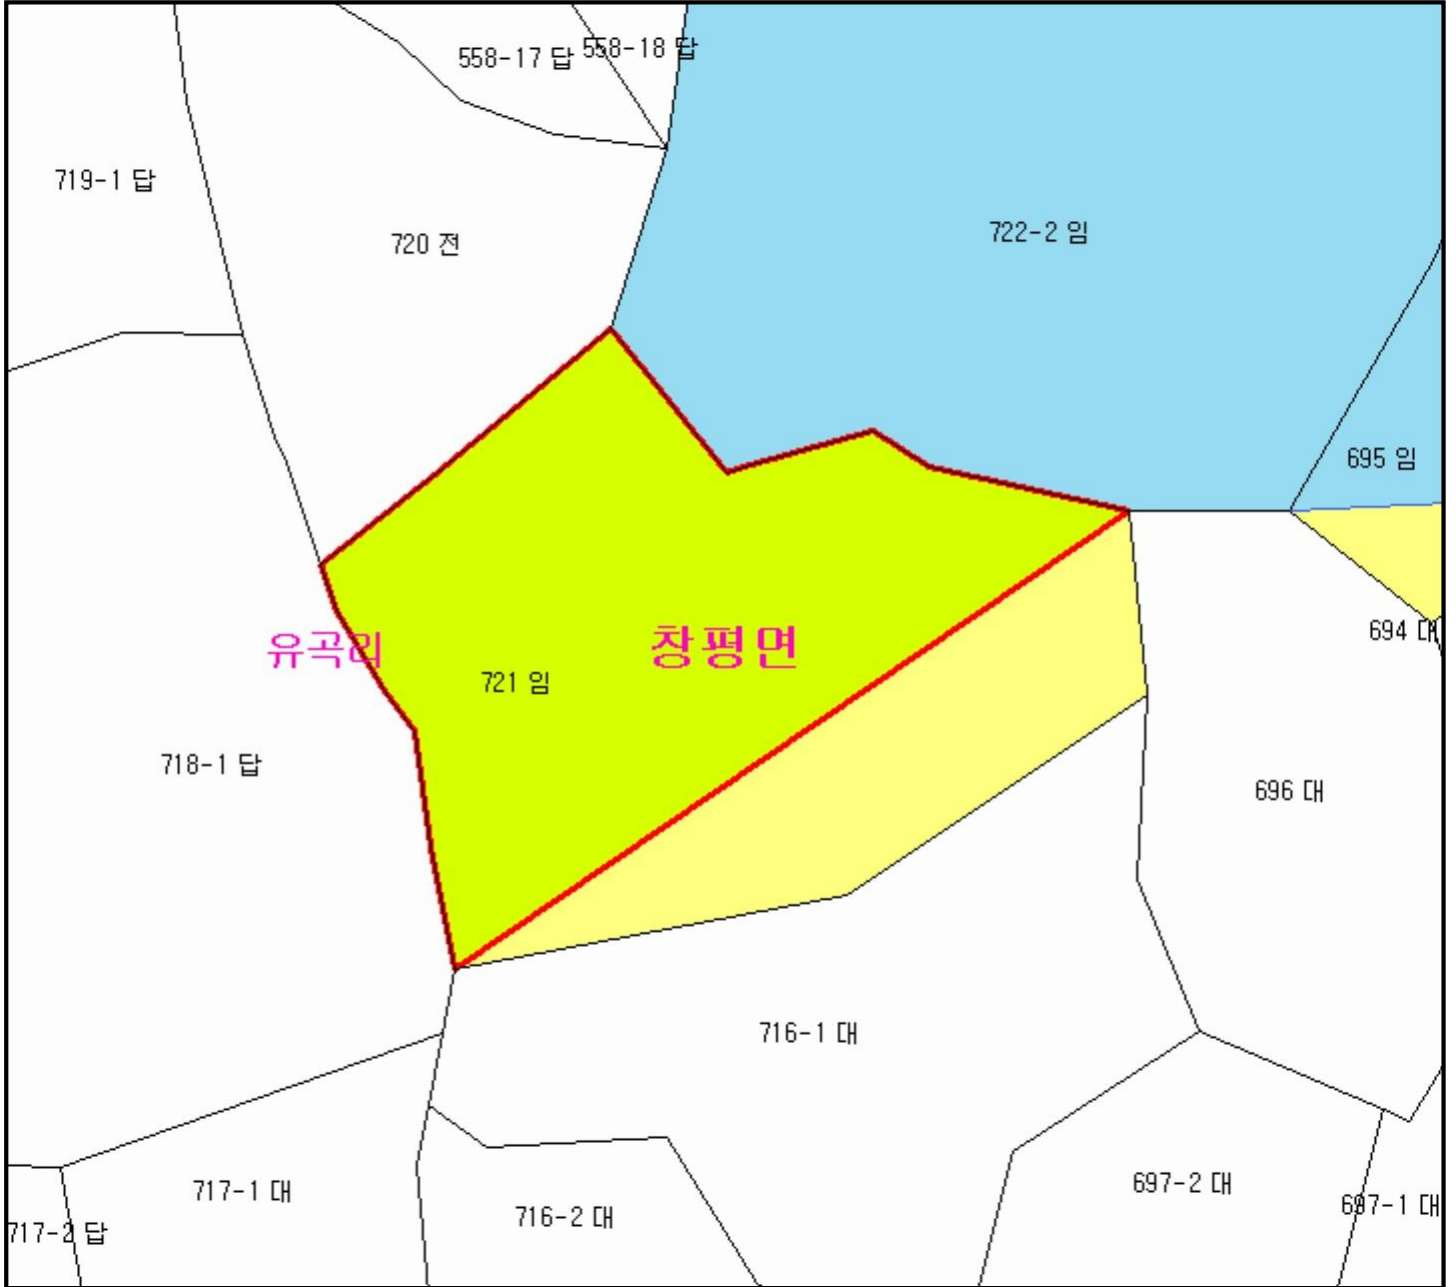 558-17 답
558-18 답
719-1 답
720 전
722-2 임
695 임
694 대
유곡리
창평면
721 임
718-1 답
696 대
716-1 대
717-1 대
697-2 대
697-1 대
716-2 대
717-2 답